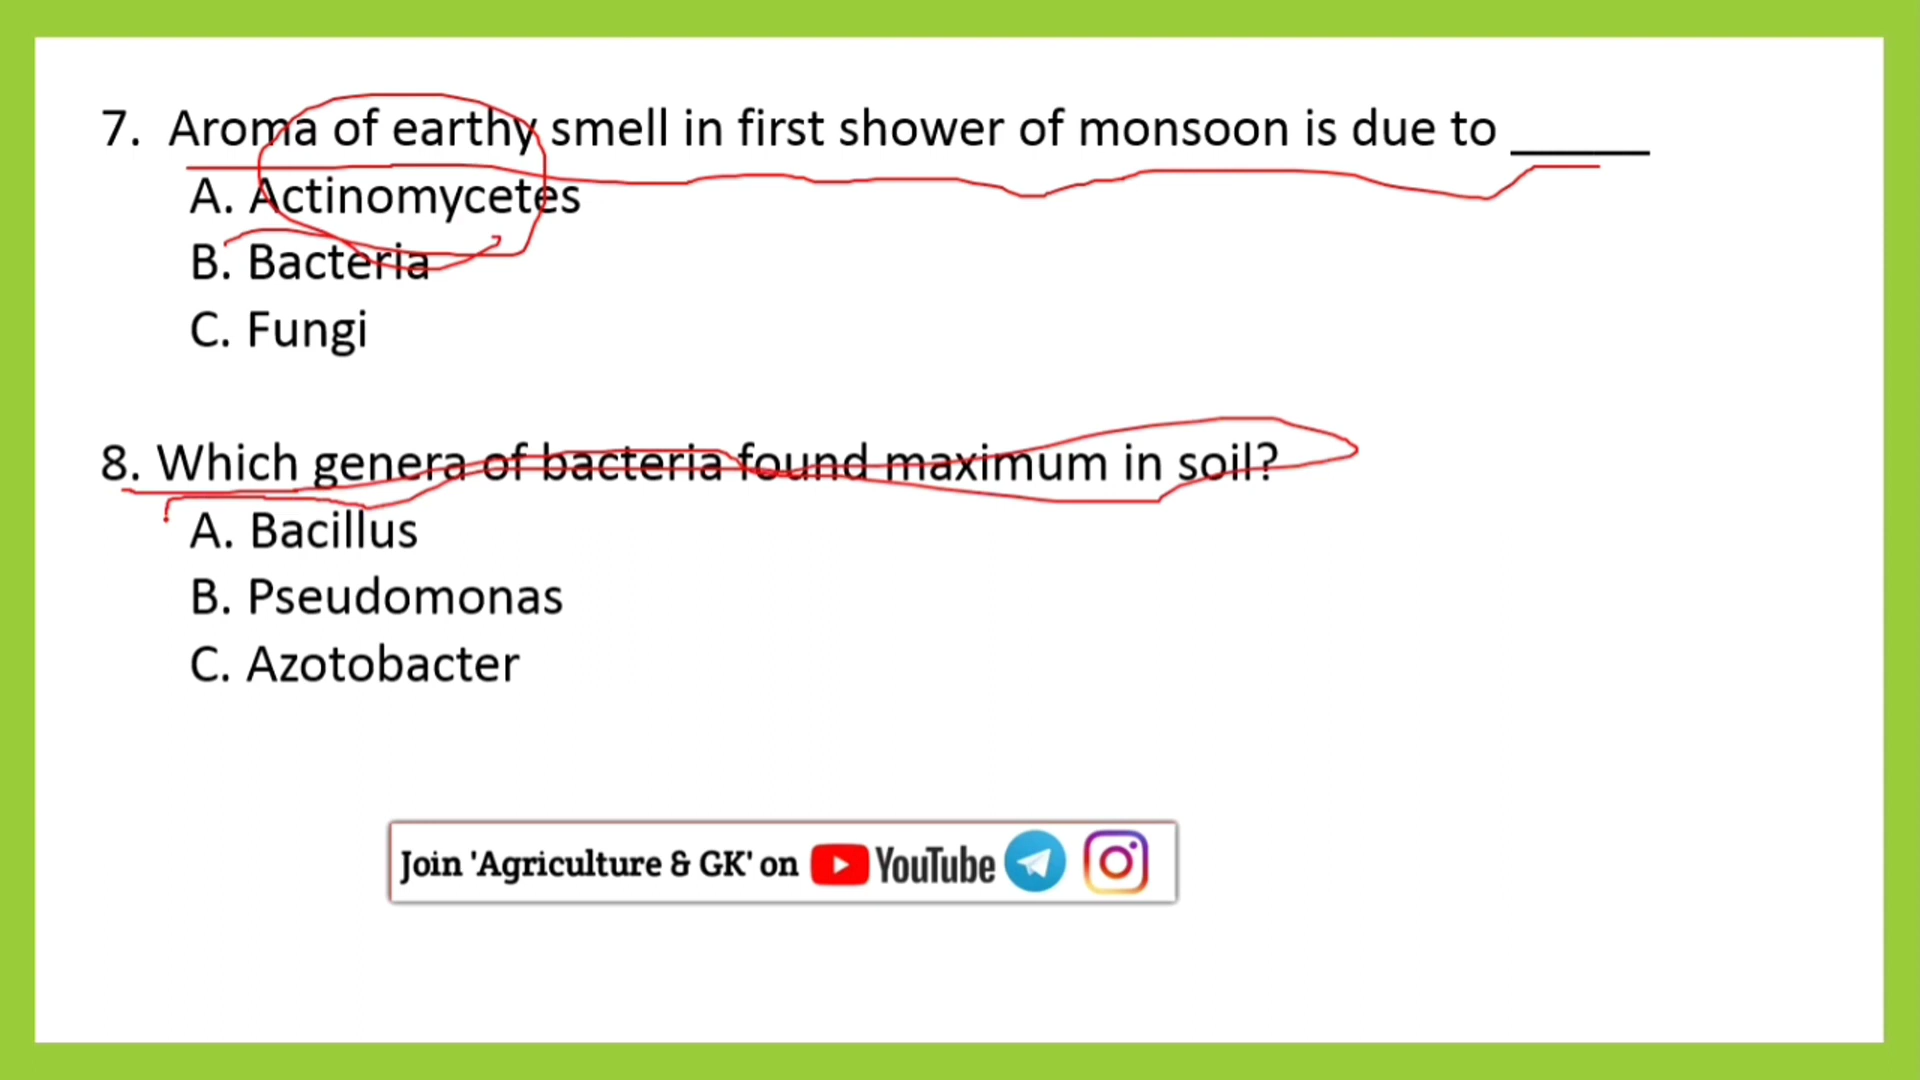 7. Aroma of earthy smell in first shower of monsoon is due to _____
A. Actinomycetes
B. Bacteria
C. Fungi
8. Which genera of bacteria found maximum in soil?
A. Bacillus
B. Pseudomonas
C. Azotobacter
Join 'Agriculture & GK' on YouTube